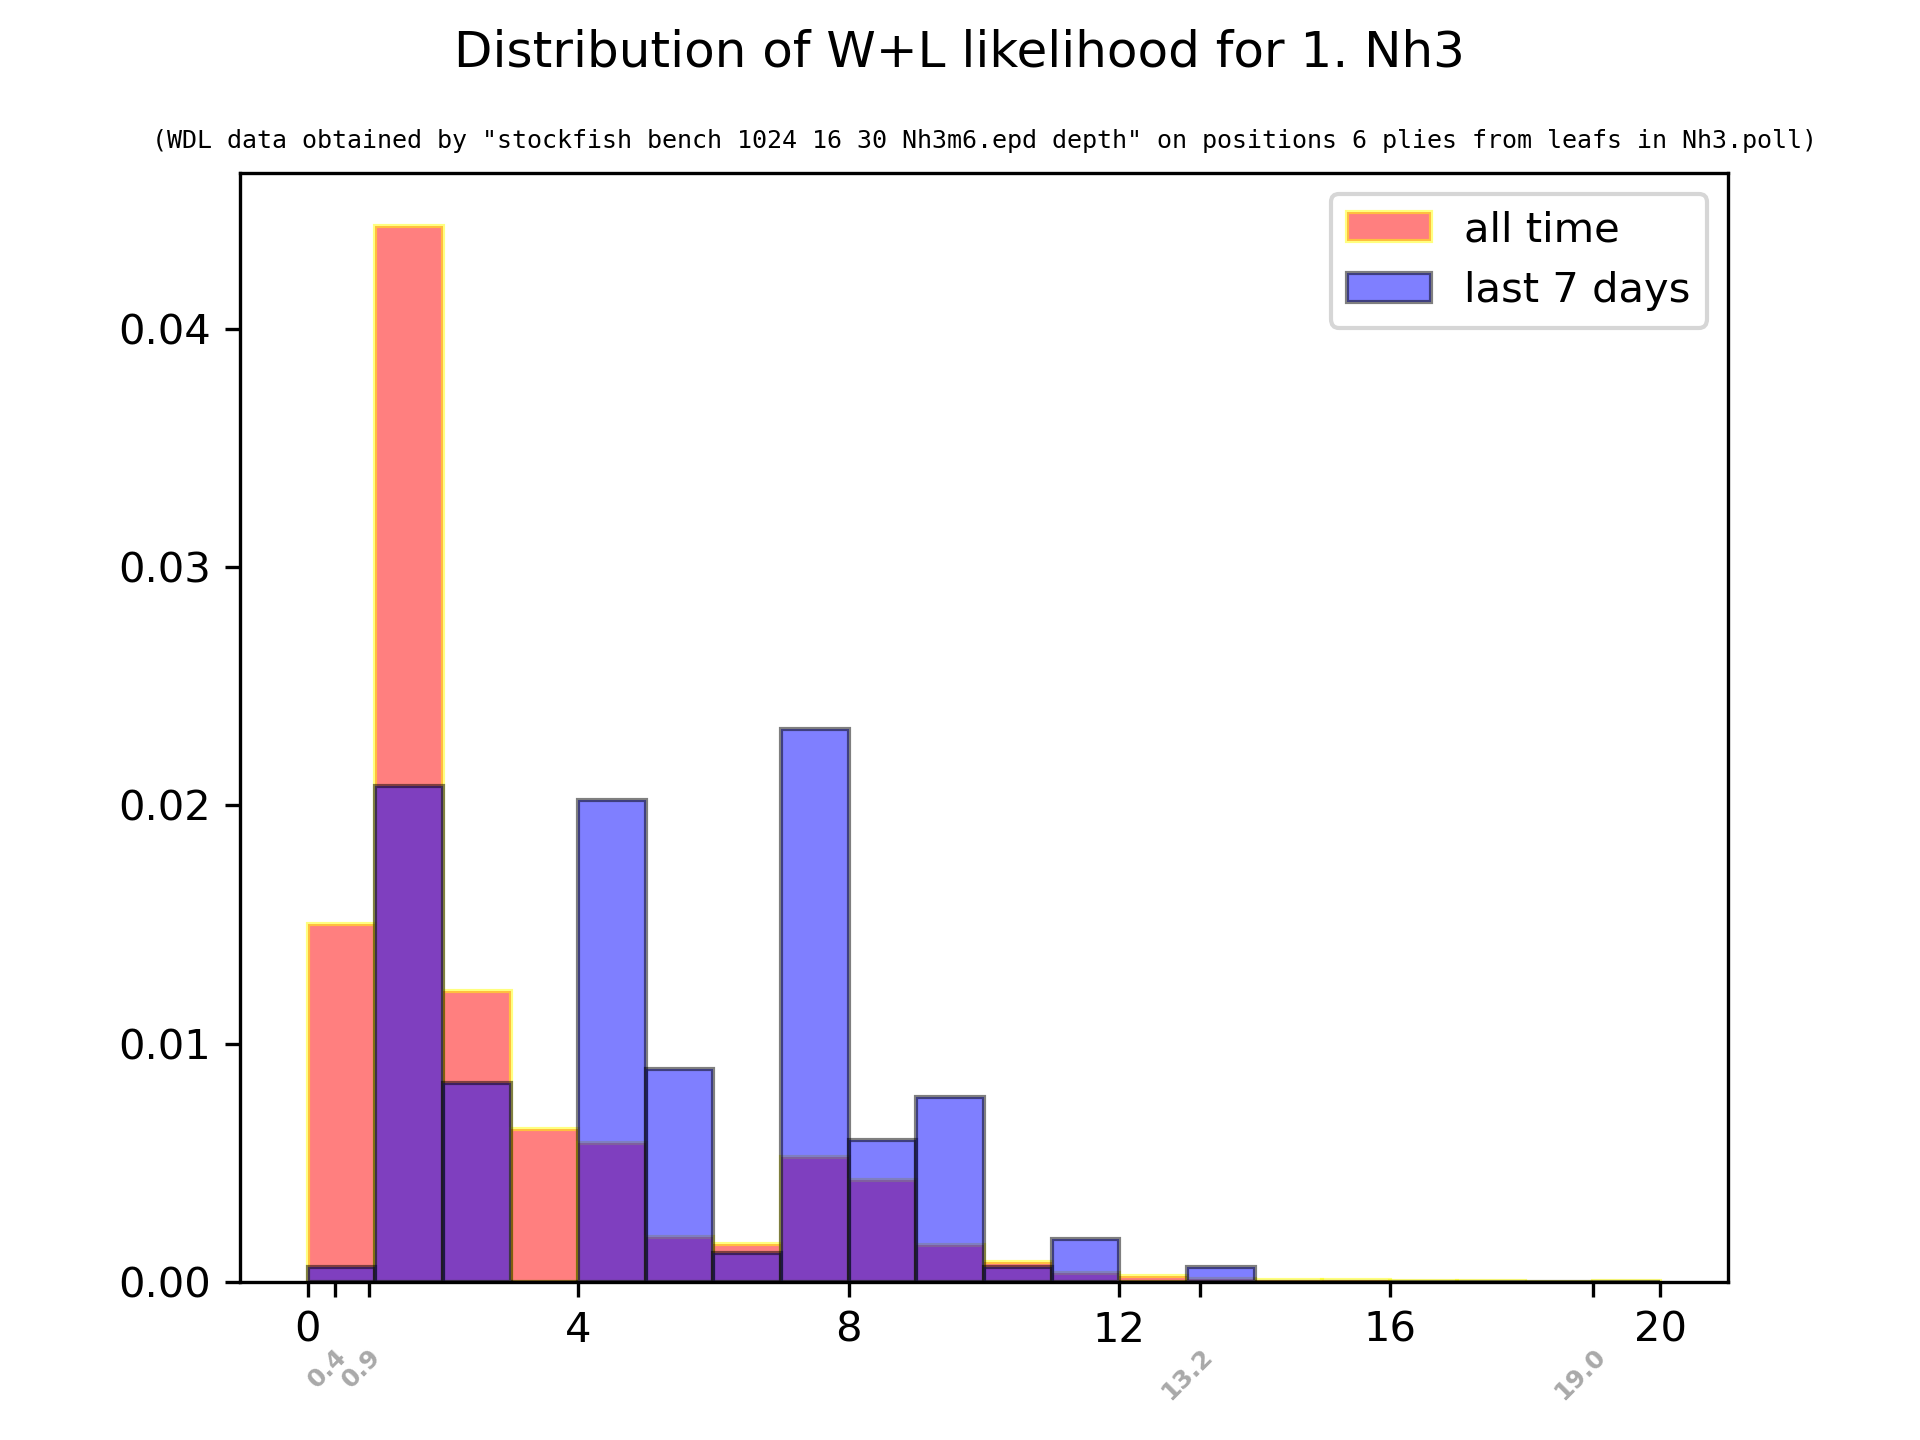 Distribution of W+L likelihood for 1. Nh3
(WDL data obtained by "stockfish bench 1024 16 30 Nh3m6.epd depth" on positions 6 plies from leafs in Nh3.poll)
all time
last 7 days
0.04
0.03
0.02
0.01
0.00
0 4 8 12 16 20
0.4 0.9 13.2 19.0